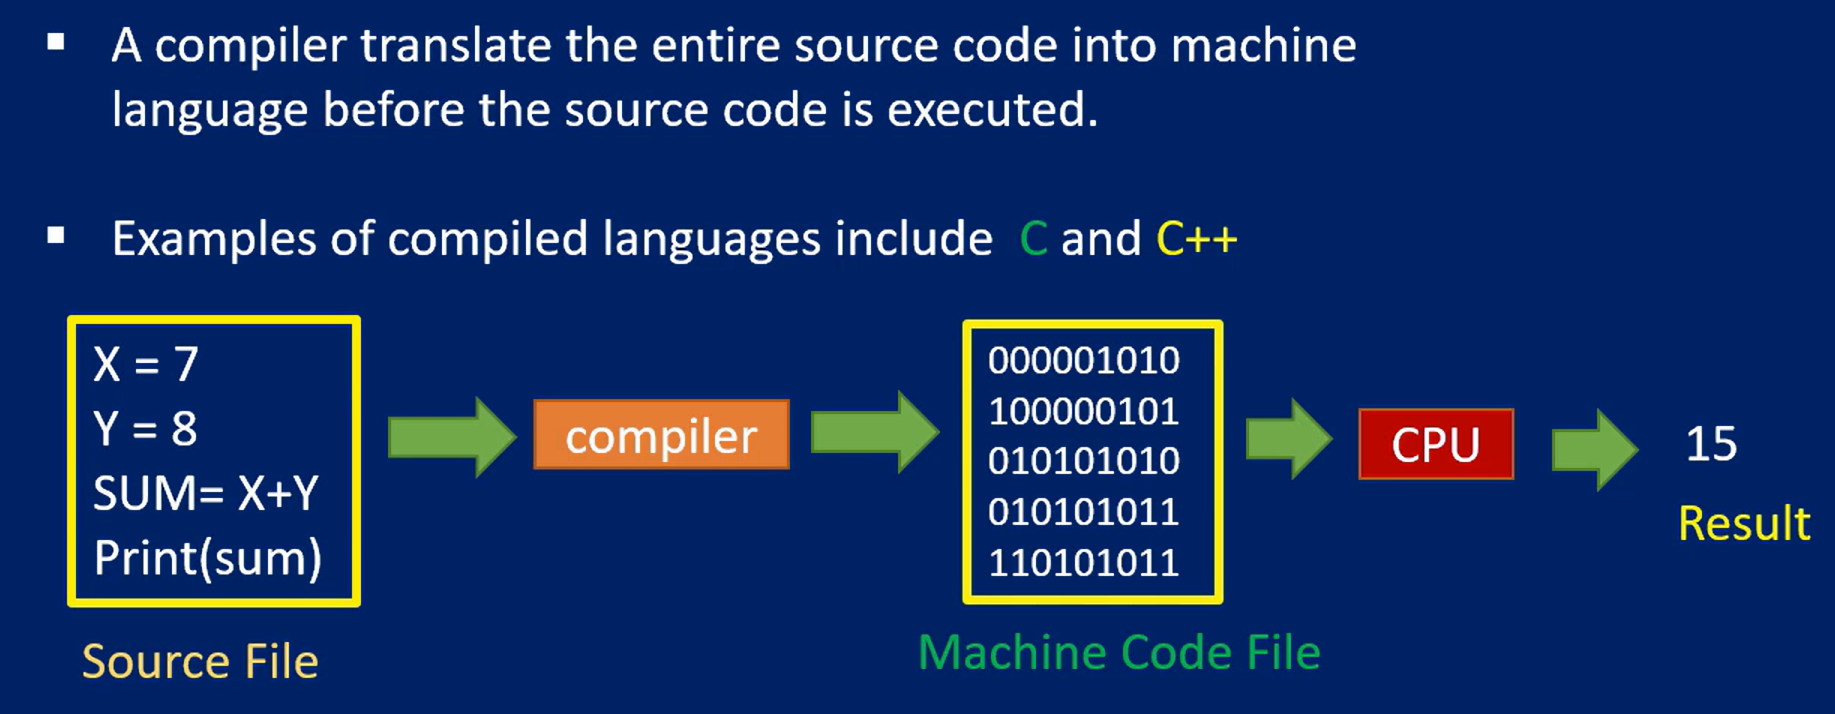 ▪ A compiler translate the entire source code into machine
language before the source code is executed.
▪ Examples of compiled languages include C and C++
X = 7
Y = 8
SUM= X+Y
Print(sum)
Source File
compiler
000001010
100000101
010101010
010101011
110101011
Machine Code File
CPU
15
Result